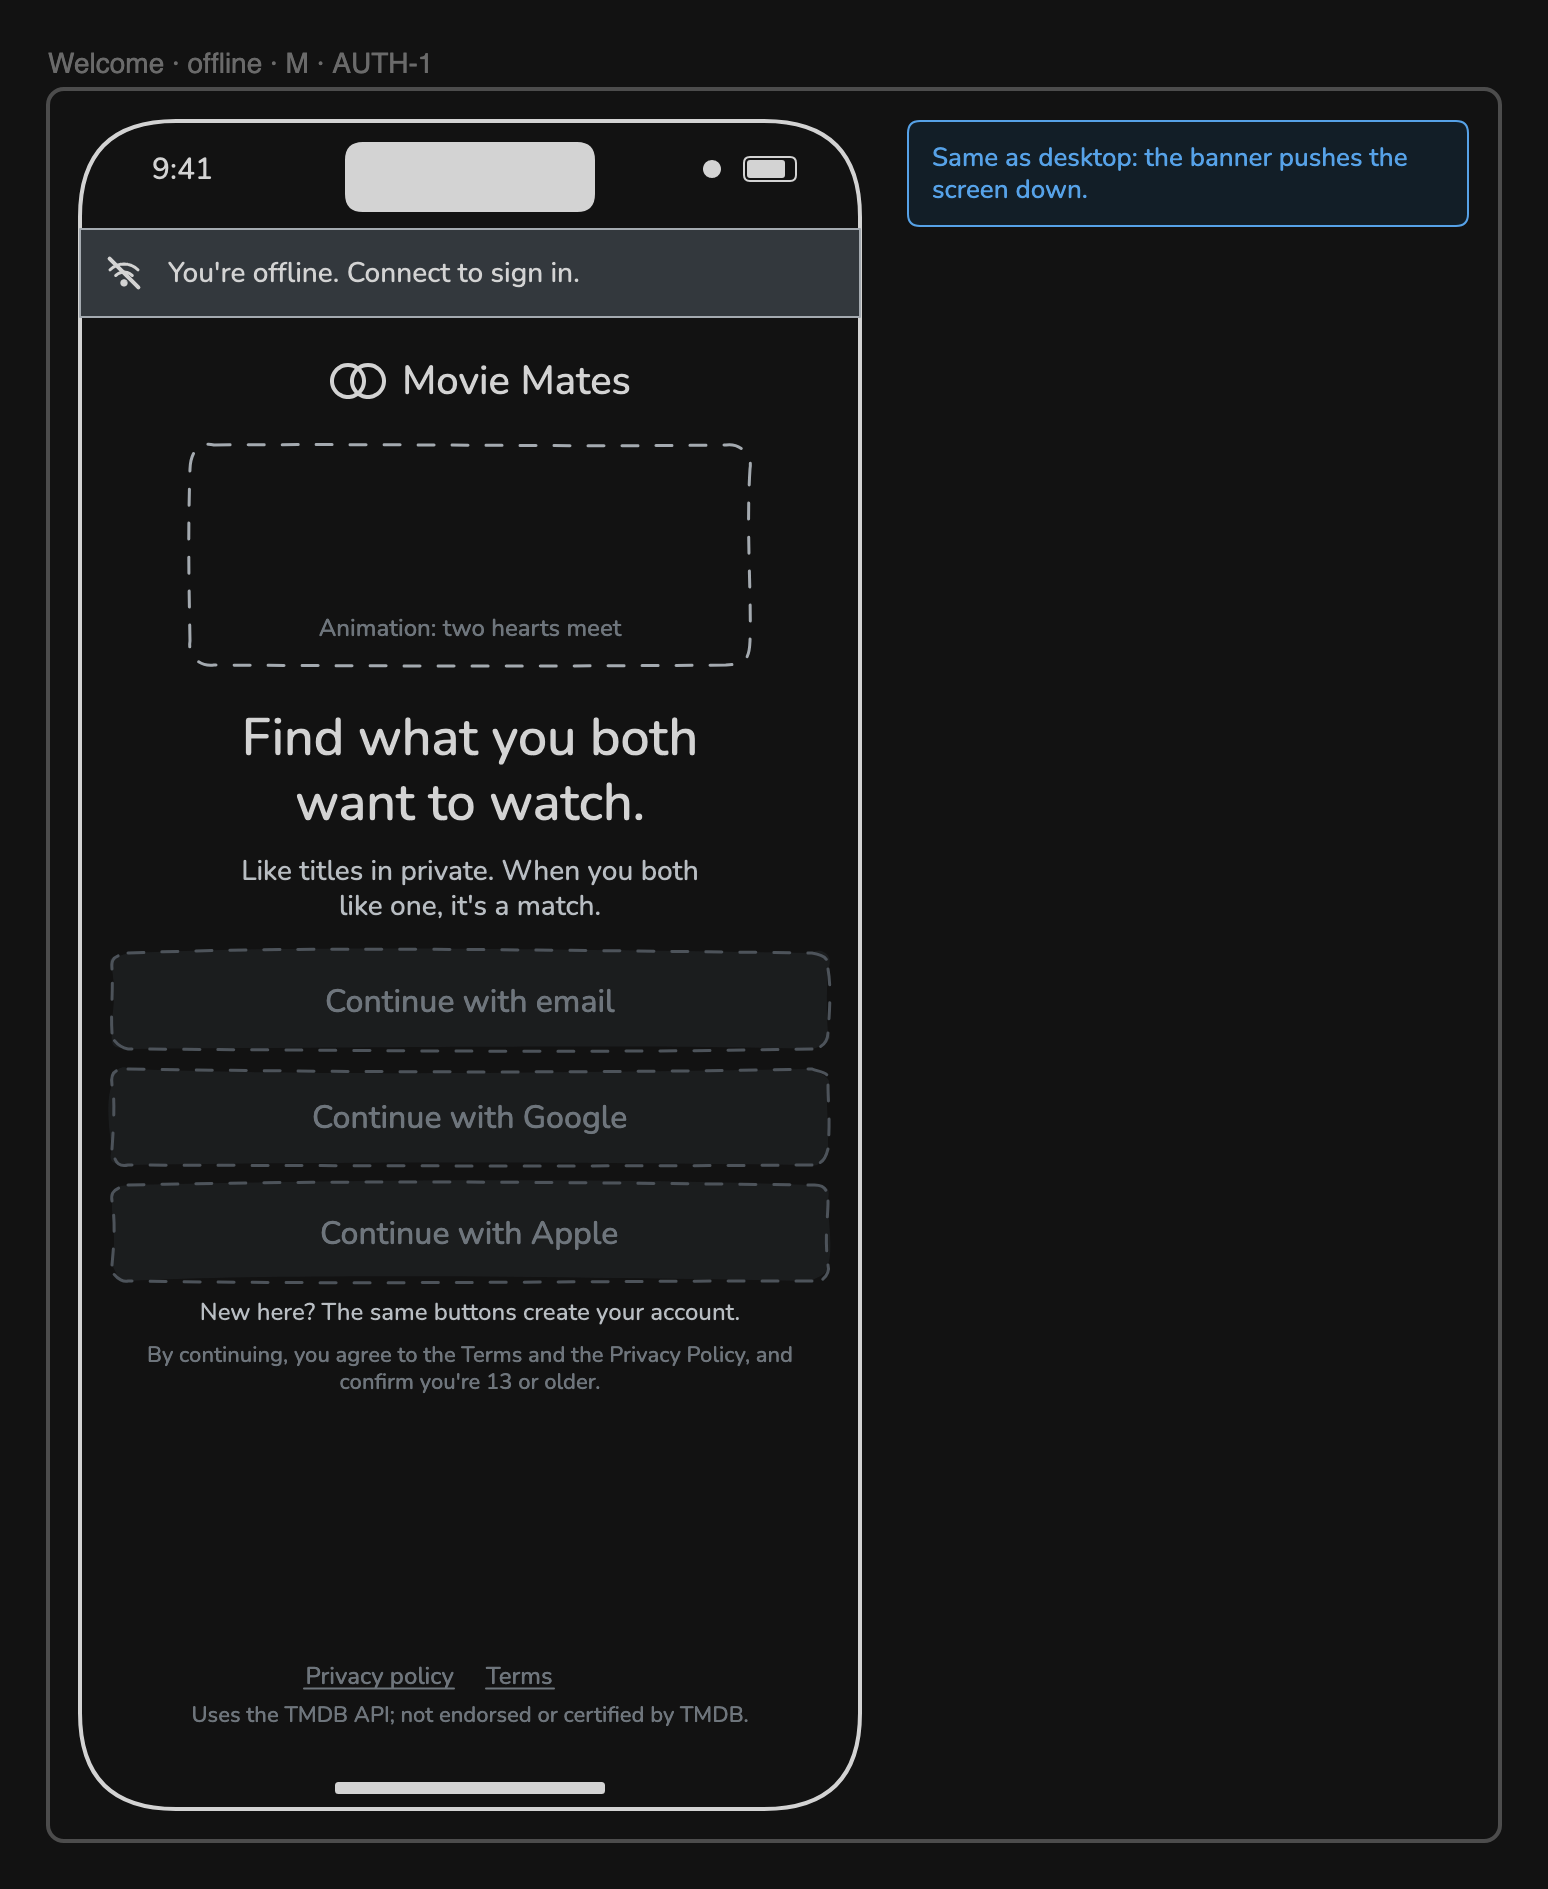 Welcome · offline · M · AUTH-1
9:41
Same as desktop: the banner pushes the
screen down.
You're offline. Connect to sign in.
Movie Mates
Animation: two hearts meet
Find what you both
want to watch.
Like titles in private. When you both
like one, it's a match.
Continue with email
Continue with Google
Continue with Apple
New here? The same buttons create your account.
By continuing, you agree to the Terms and the Privacy Policy, and
confirm you're 13 or older.
Privacy policy Terms
Uses the TMDB API; not endorsed or certified by TMDB.